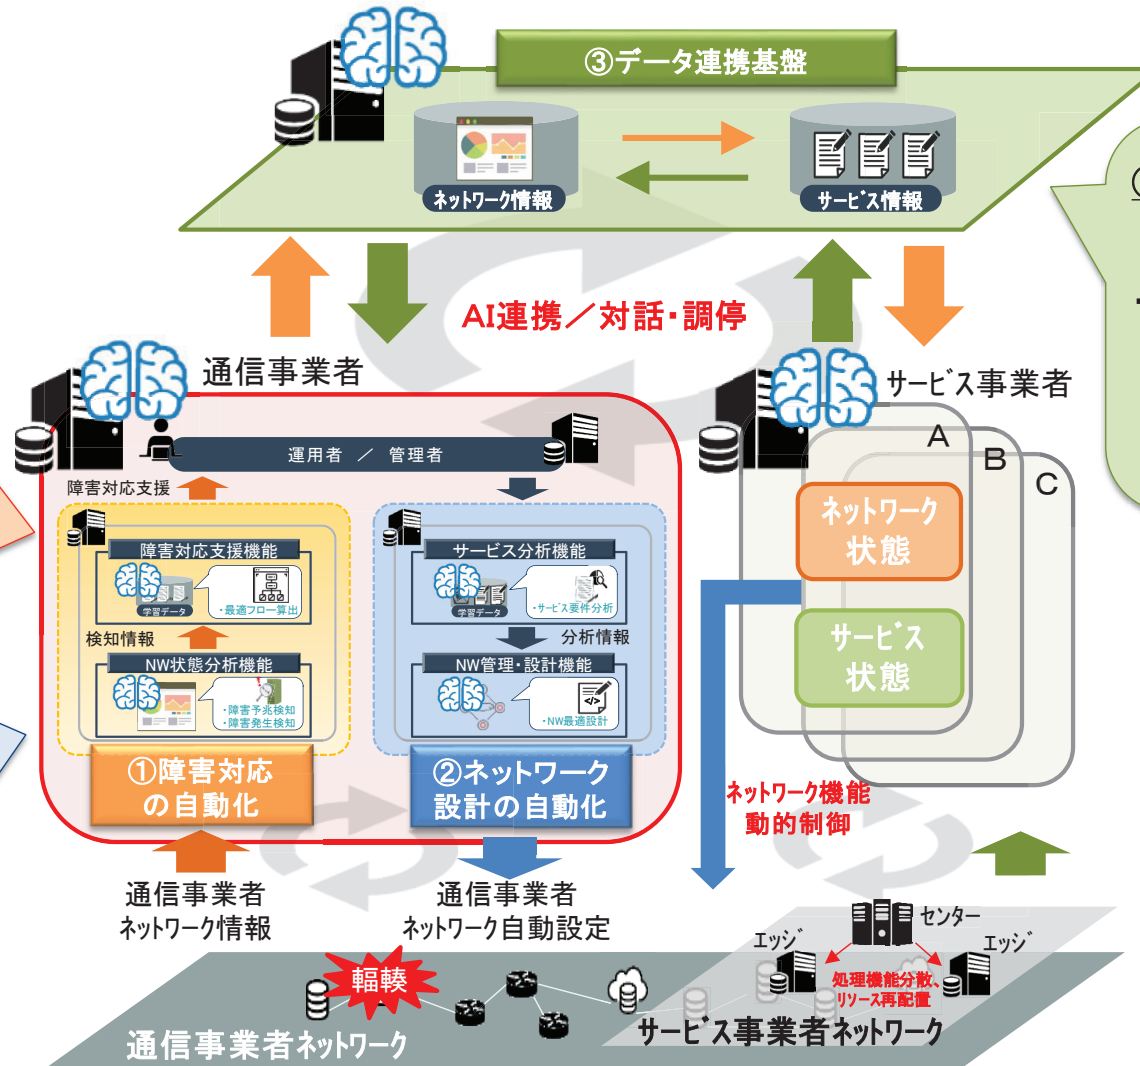 ③データ連携基盤
ネットワーク情報
サービス情報
AI連携／対話・調停
通信事業者
サービス事業者
運用者 ／ 管理者
障害対応支援
障害対応支援機能
学習データ
・最適フロー算出
検知情報
NW状態分析機能
・障害予兆検知
・障害発生検知
①障害対応
の自動化
サービス分析機能
学習データ
・サービス要件分析
分析情報
NW管理・設計機能
・NW最適設計
②ネットワーク
設計の自動化
A
B
C
ネットワーク
状態
サービス
状態
ネットワーク機能
動的制御
通信事業者
ネットワーク情報
通信事業者
ネットワーク自動設定
センター
エッジ
エッジ
処理機能分散、
リソース再配置
輻輳
サービス事業者ネットワーク
通信事業者ネットワーク